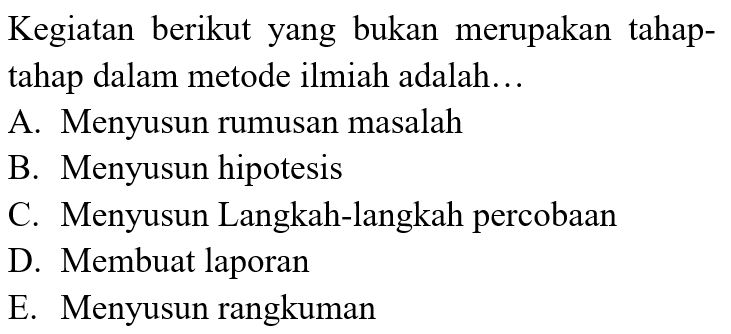 Kegiatan berikut yang bukan merupakan tahap-
tahap dalam metode ilmiah adalah...
A. Menyusun rumusan masalah
B. Menyusun hipotesis
C. Menyusun Langkah-langkah percobaan
D. Membuat laporan
E. Menyusun rangkuman